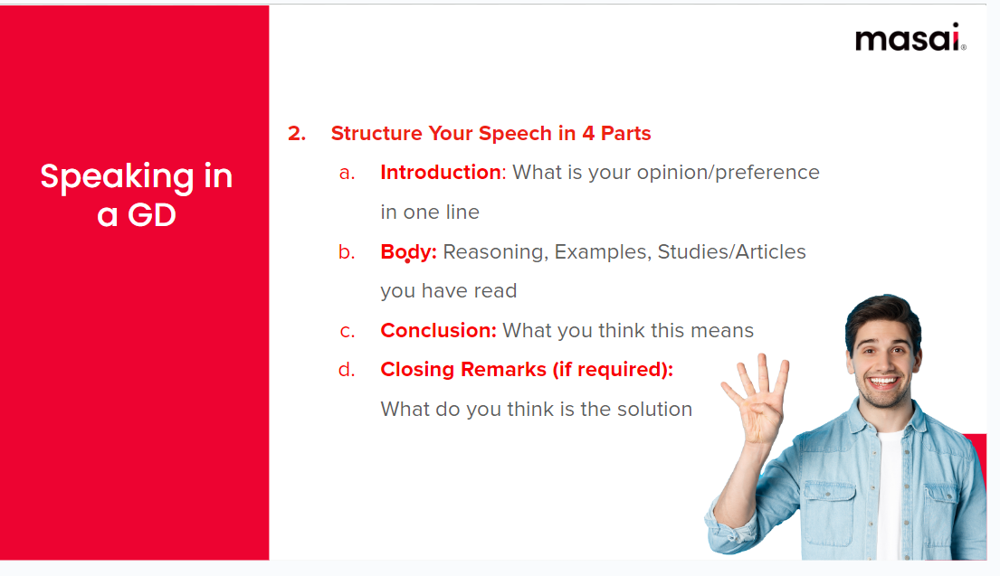 masai®
Speaking in
a GD
2. Structure Your Speech in 4 Parts
a. Introduction: What is your opinion/preference
in one line
b. Body: Reasoning, Examples, Studies/Articles
you have read
c. Conclusion: What you think this means
d. Closing Remarks (if required):
What do you think is the solution